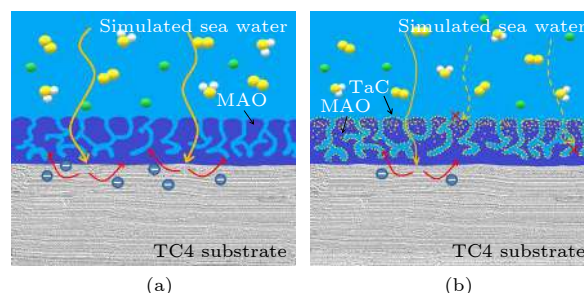 Simulated sea water
MAO
TC4 substrate
(a)
Simulated sea water
TaC
MAO
TC4 substrate
(b)